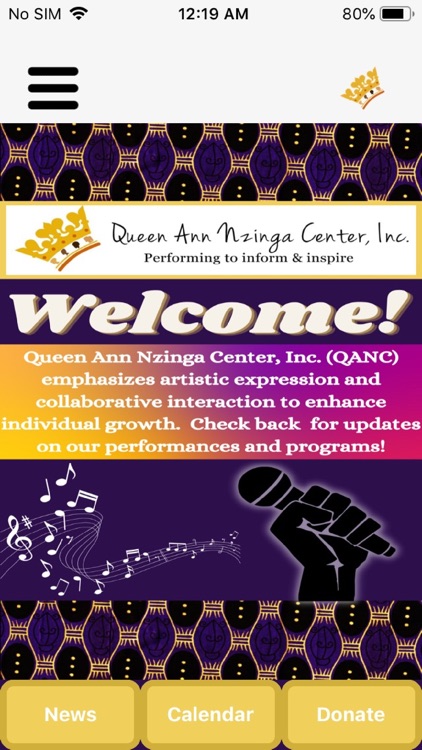 No SIM 12:19 AM 80%
Queen Ann Nzinga Center, Inc.
Performing to inform & inspire
Welcome!
Queen Ann Nzinga Center, Inc. (QANC)
emphasizes artistic expression and
collaborative interaction to enhance
individual growth. Check back for updates
on our performances and programs!
News Calendar Donate